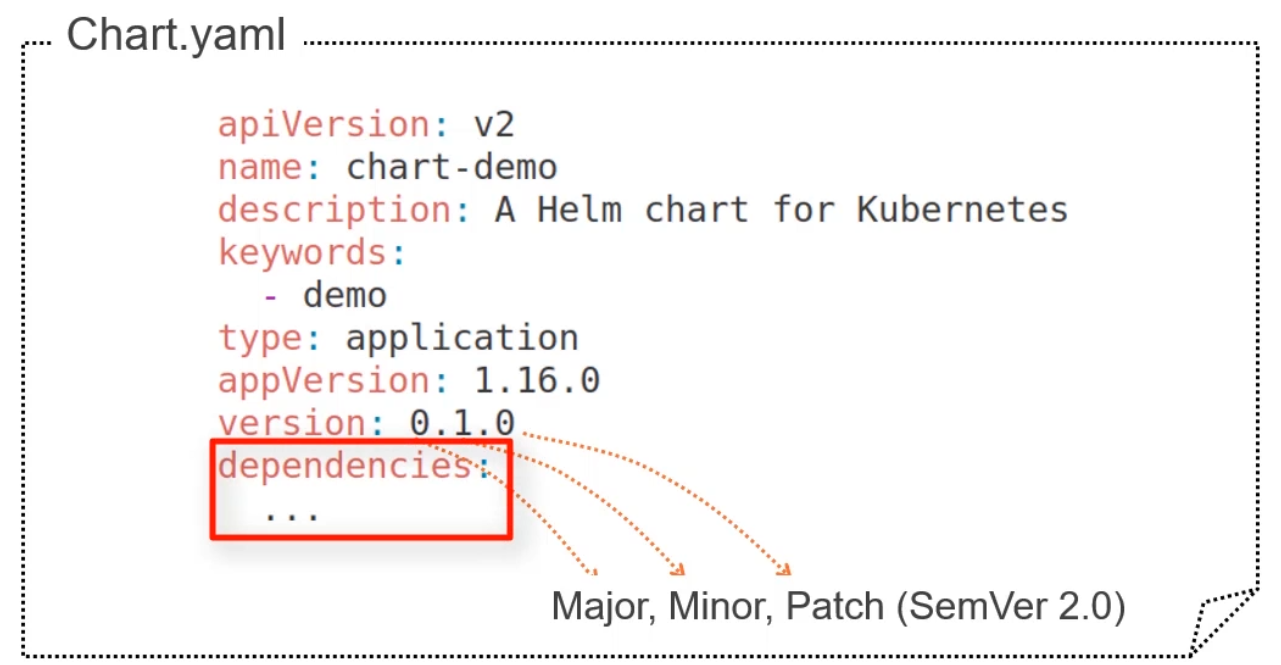 Chart.yaml
apiVersion: v2
name: chart-demo
description: A Helm chart for Kubernetes
keywords:
  - demo
type: application
appVersion: 1.16.0
version: 0.1.0
dependencies:
  ...
Major, Minor, Patch (SemVer 2.0)